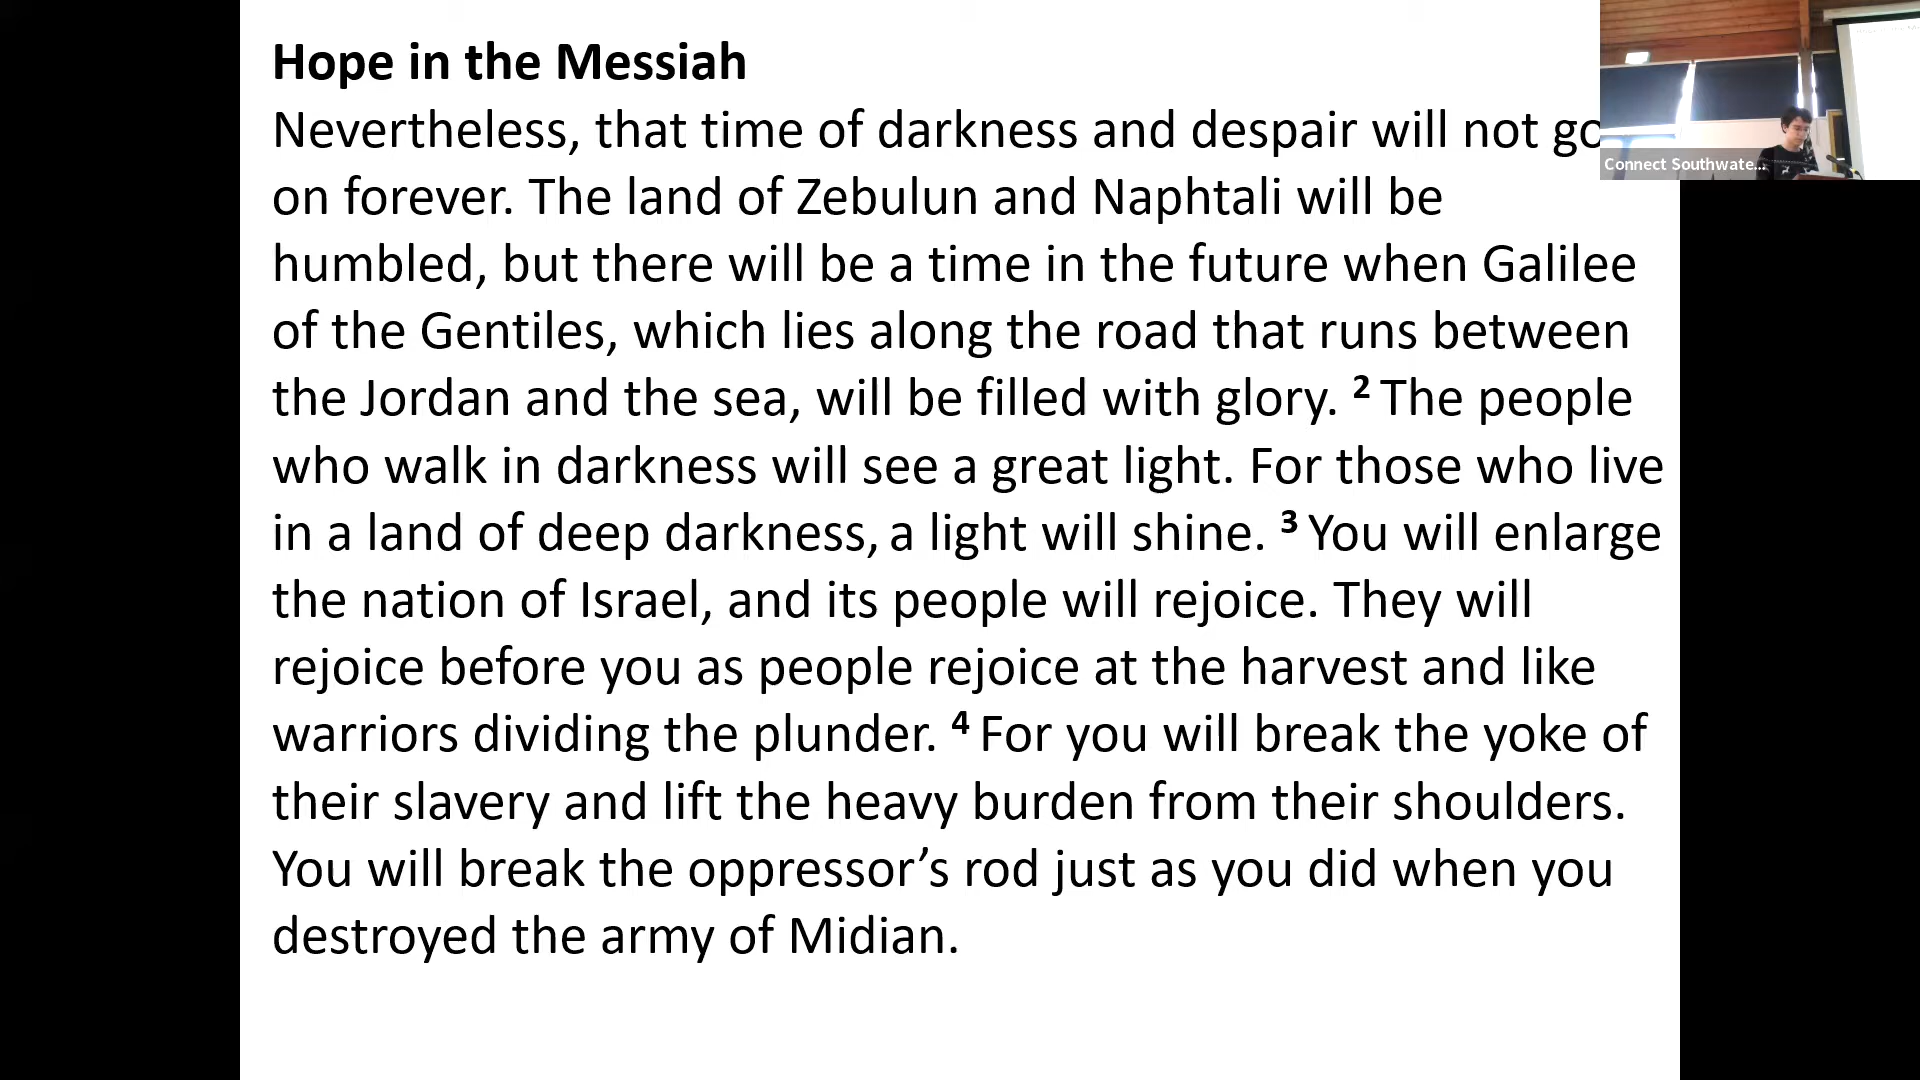 Hope in the Messiah
Nevertheless, that time of darkness and despair will not go
on forever. The land of Zebulun and Naphtali will be
humbled, but there will be a time in the future when Galilee
of the Gentiles, which lies along the road that runs between
the Jordan and the sea, will be filled with glory. 2 The people
who walk in darkness will see a great light. For those who live
in a land of deep darkness, a light will shine. 3 You will enlarge
the nation of Israel, and its people will rejoice. They will
rejoice before you as people rejoice at the harvest and like
warriors dividing the plunder. 4 For you will break the yoke of
their slavery and lift the heavy burden from their shoulders.
You will break the oppressor’s rod just as you did when you
destroyed the army of Midian.
Connect Southwate...